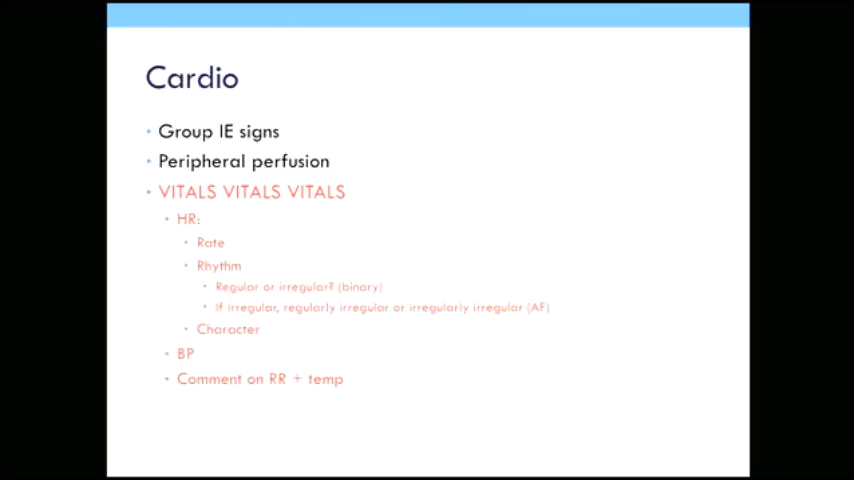 Cardio
• Group IE signs
• Peripheral perfusion
• VITALS VITALS VITALS
• HR:
• Rate
• Rhythm
• Regular or irregular? (binary)
• If irregular, regularly irregular or irregularly irregular (AF)
• Character
• BP
• Comment on RR + temp